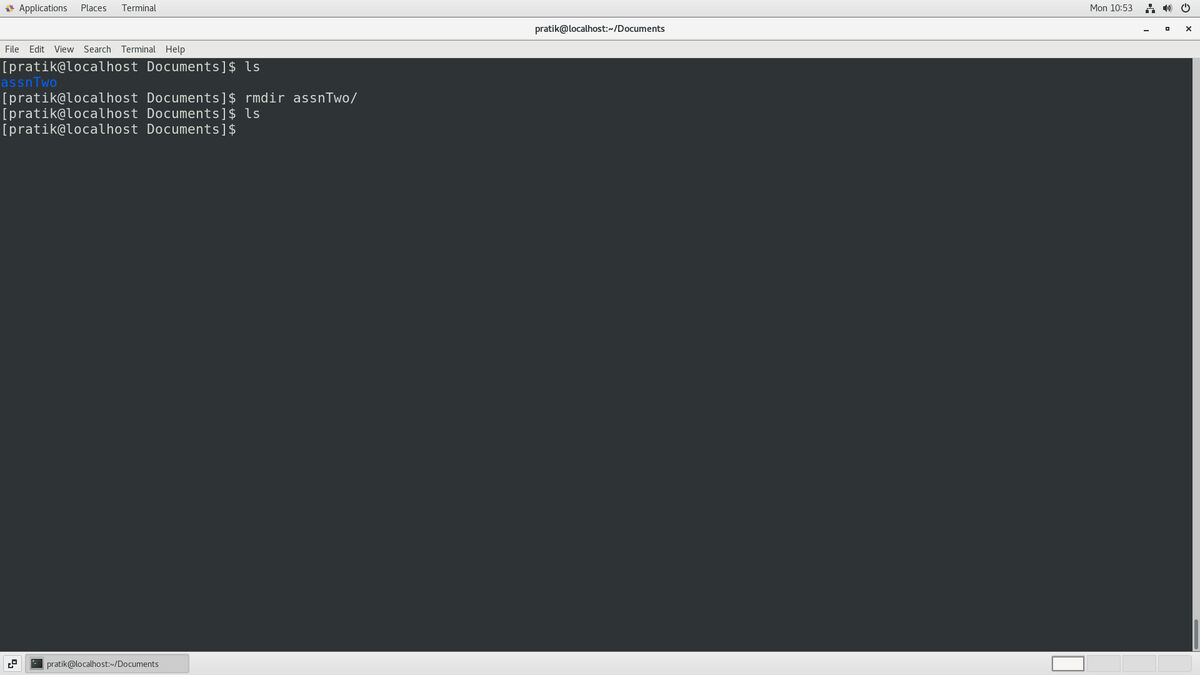 Applications Places Terminal Mon 10:53
pratik@localhost:~/Documents
File Edit View Search Terminal Help
[pratik@localhost Documents]$ ls
assnTwo
[pratik@localhost Documents]$ rmdir assnTwo/
[pratik@localhost Documents]$ ls
[pratik@localhost Documents]$
pratik@localhost:~/Documents